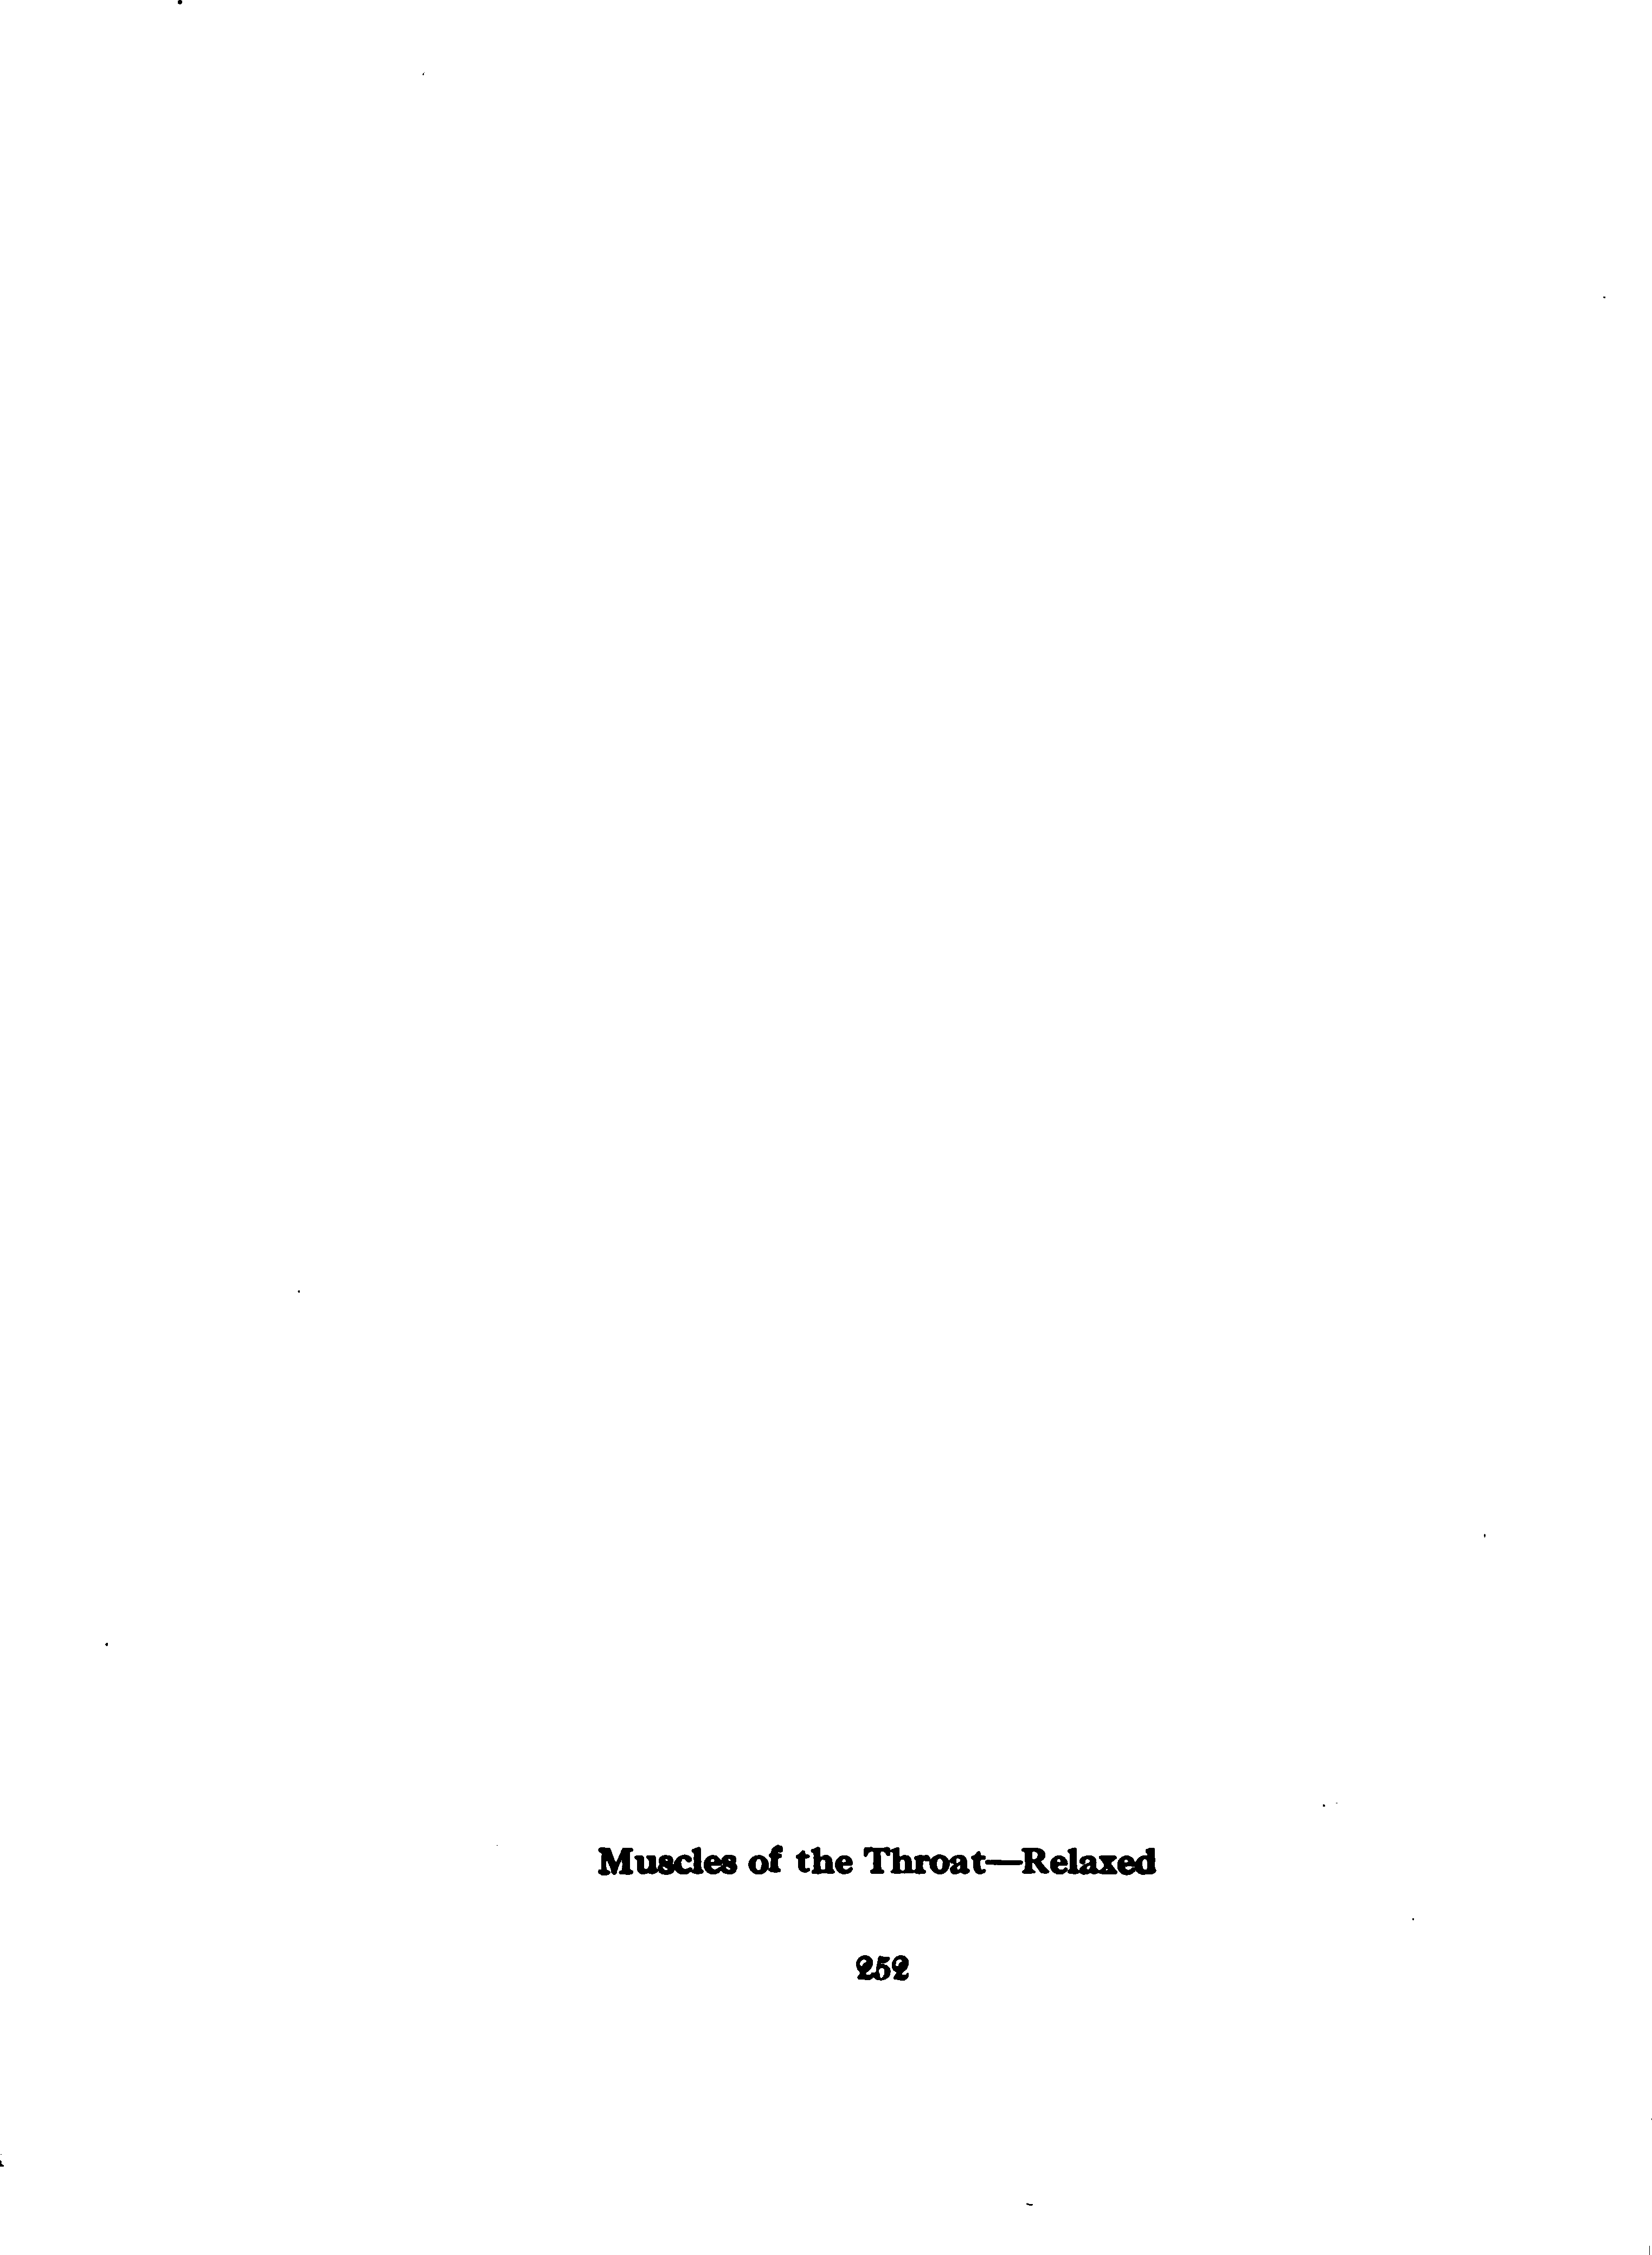 Muscles of the Throat—Relaxed
252